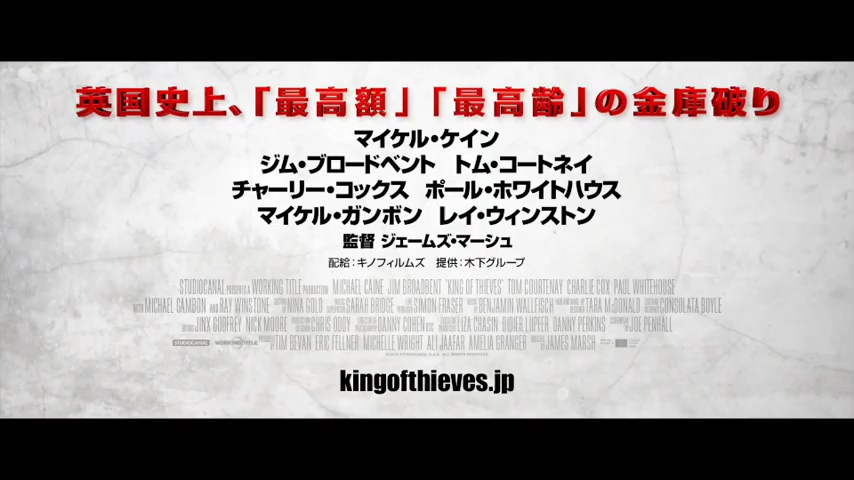 英国史上、「最高額」「最高齢」の金庫破り
マイケル・ケイン
ジム・ブロードベント　トム・コートネイ
チャーリー・コックス　ポール・ホワイトハウス
マイケル・ガンボン　レイ・ウィンストン
監督 ジェームズ・マーシュ
配給：キノフィルムズ　提供：木下グループ
STUDIOCANAL PRESENTS A WORKING TITLE PRODUCTION MICHAEL CAINE JIM BROADBENT "KING OF THIEVES" TOM COURTENAY CHARLIE COX PAUL WHITEHOUSE
WITH MICHAEL GAMBON AND RAY WINSTONE NINA GOLD SARAH BRIDGE SIMON FRASER BENJAMIN WALLFISCH TARA McDONALD CONSOLATA BOYLE
JINX GODFREY NICK MOORE CHRIS ODDY DANNY COHEN BSC LIZA CHASIN DIDIER LUPFER DANNY PERKINS JOE PENHALL
STUDIOCANAL WORKING TITLE TIM BEVAN ERIC FELLNER MICHELLE WRIGHT ALI JAAFAR AMELIA GRANGER JAMES MARSH
kingofthieves.jp